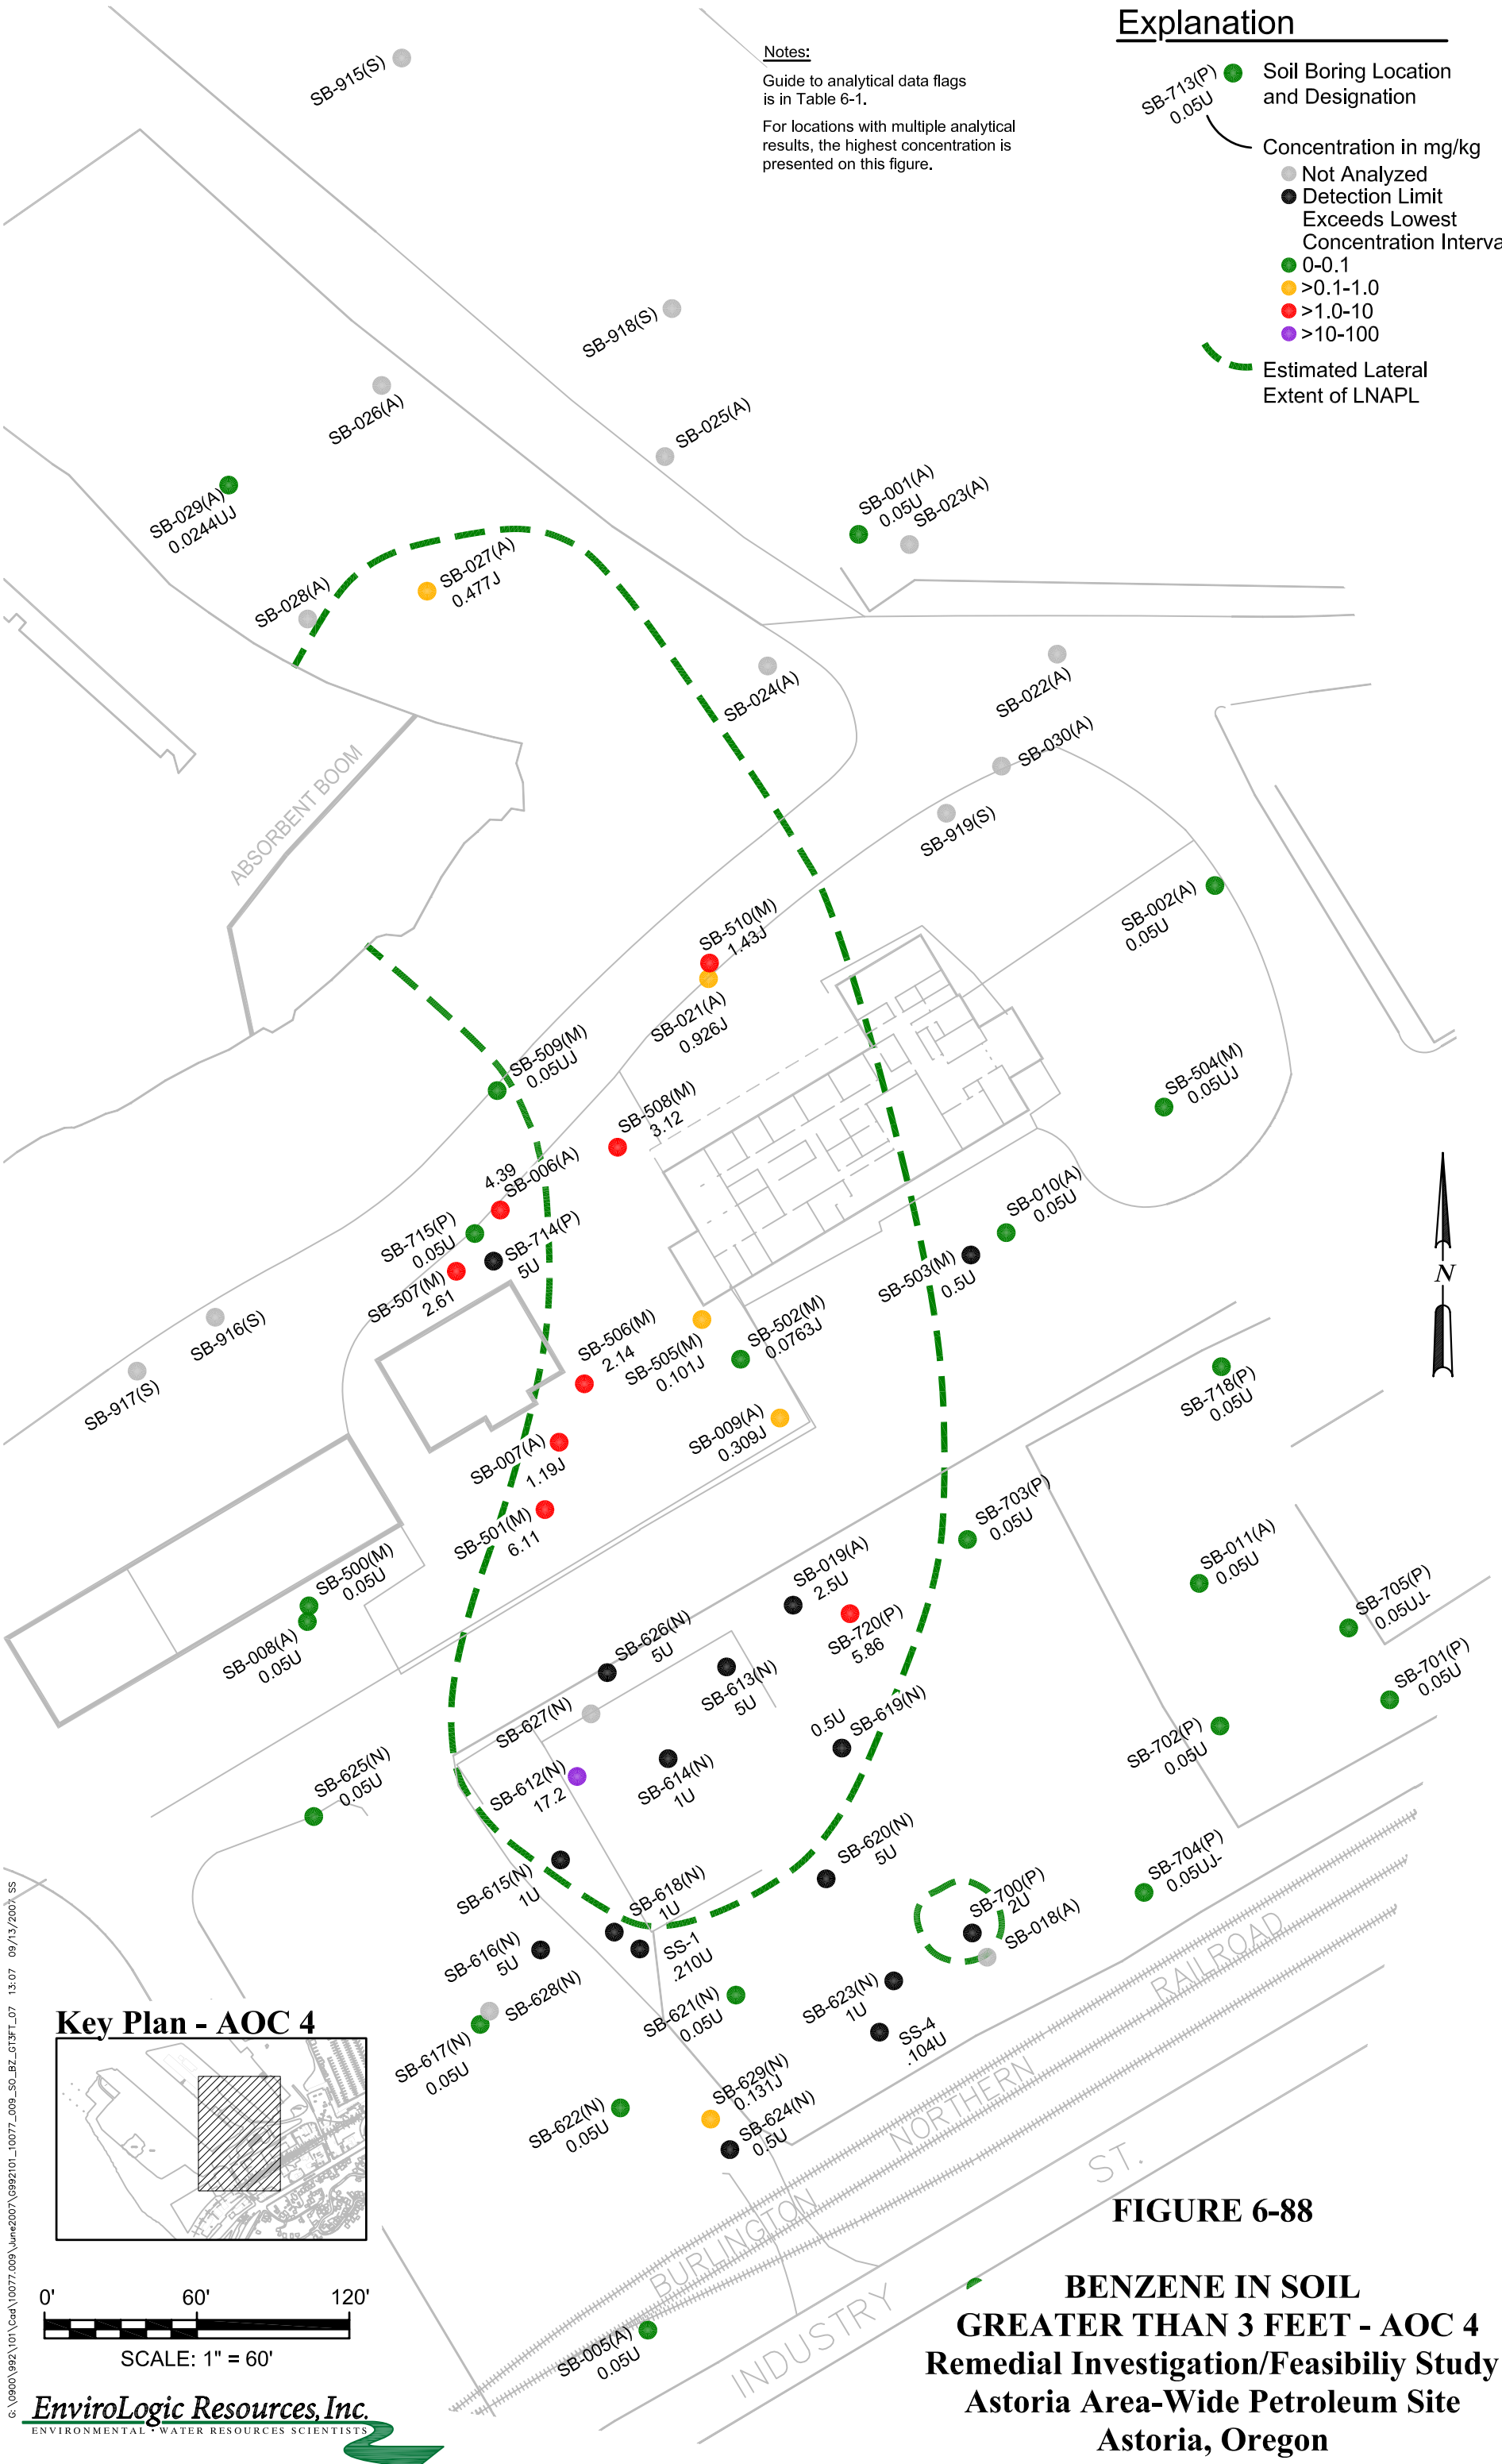 Explanation
SB-713(P)
0.05U
Soil Boring Location
and Designation
Concentration in mg/kg
Not Analyzed
Detection Limit
Exceeds Lowest
Concentration Interva
0-0.1
>0.1-1.0
>1.0-10
>10-100
Estimated Lateral
Extent of LNAPL
Notes:
Guide to analytical data flags
is in Table 6-1.
For locations with multiple analytical
results, the highest concentration is
presented on this figure.
SB-915(S)
SB-918(S)
SB-026(A)
SB-025(A)
SB-029(A)
0.0244UJ
SB-001(A)
0.05U
SB-023(A)
SB-027(A)
0.477J
SB-028(A)
SB-024(A)
SB-022(A)
SB-030(A)
SB-919(S)
ABSORBENT BOOM
SB-002(A)
0.05U
SB-510(M)
1.43J
SB-021(A)
0.926J
SB-509(M)
0.05UJ
SB-508(M)
3.12
SB-504(M)
0.05UJ
4.39
SB-006(A)
SB-010(A)
0.05U
SB-715(P)
0.05U
SB-714(P)
5U
SB-503(M)
0.5U
SB-507(M)
2.61
SB-916(S)
SB-917(S)
SB-506(M)
2.14
SB-505(M)
0.101J
SB-502(M)
0.0763J
SB-718(P)
0.05U
SB-009(A)
0.309J
SB-007(A)
1.19J
SB-501(M)
6.11
SB-703(P)
0.05U
SB-500(M)
0.05U
SB-008(A)
0.05U
SB-019(A)
2.5U
SB-720(P)
5.86
SB-011(A)
0.05U
SB-705(P)
0.05UJ-
SB-701(P)
0.05U
SB-702(P)
0.05U
SB-626(N)
5U
SB-613(N)
5U
SB-627(N)
0.5U
SB-619(N)
SB-612(N)
17.2
SB-614(N)
1U
SB-625(N)
0.05U
SB-620(N)
5U
SB-615(N)
1U
SB-704(P)
0.05UJ-
SB-618(N)
1U
SB-700(P)
2U
SB-018(A)
SB-616(N)
5U
SS-1
.210U
SB-628(N)
SB-617(N)
0.05U
SB-621(N)
0.05U
SB-623(N)
1U
SS-4
.104U
SB-629(N)
0.131J
SB-622(N)
0.05U
SB-624(N)
0.5U
SB-005(A)
0.05U
BURLINGTON NORTHERN RAILROAD
INDUSTRY ST.
N
Key Plan - AOC 4
0' 60' 120'
SCALE: 1" = 60'
EnviroLogic Resources, Inc.
ENVIRONMENTAL • WATER RESOURCES SCIENTISTS
G:\0900\992\101\Cad\10077.009\June2007\G992101_10077_009_SO_BZ_GT3FT_07 13:07 09/13/2007 SS
FIGURE 6-88
BENZENE IN SOIL
GREATER THAN 3 FEET - AOC 4
Remedial Investigation/Feasibiliy Study
Astoria Area-Wide Petroleum Site
Astoria, Oregon